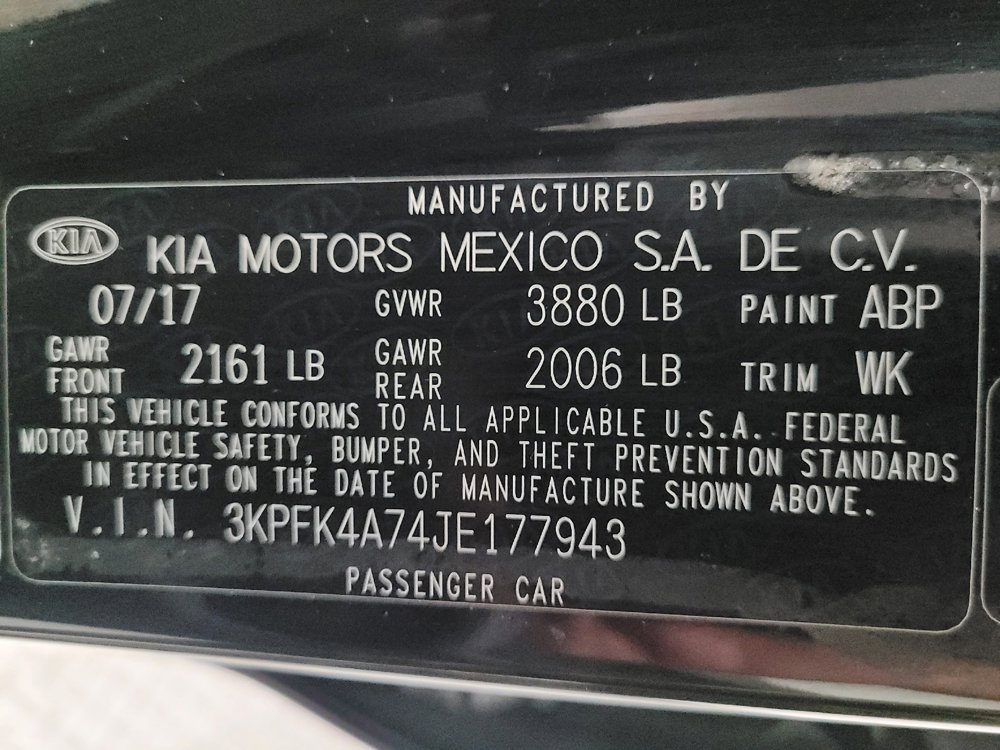 MANUFACTURED BY
KIA KIA MOTORS MEXICO S.A. DE C.V.
07/17 GVWR 3880 LB PAINT ABP
GAWR FRONT 2161 LB GAWR REAR 2006 LB TRIM WK
THIS VEHICLE CONFORMS TO ALL APPLICABLE U.S.A. FEDERAL
MOTOR VEHICLE SAFETY, BUMPER, AND THEFT PREVENTION STANDARDS
IN EFFECT ON THE DATE OF MANUFACTURE SHOWN ABOVE.
V.I.N. 3KPFK4A74JE177943
PASSENGER CAR